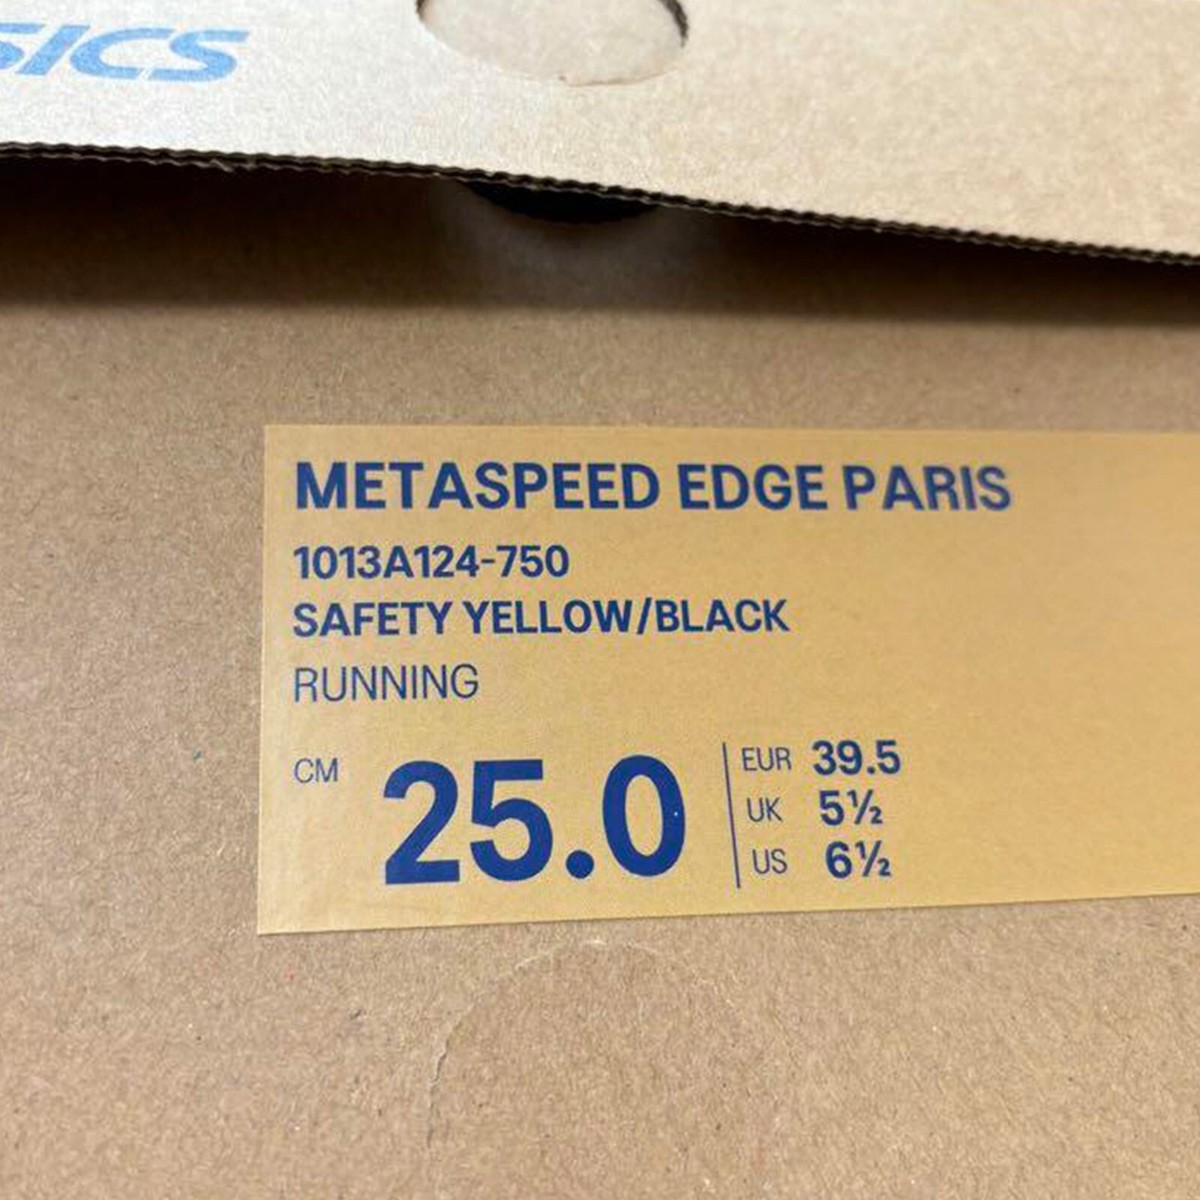 SICS
METASPEED EDGE PARIS
1013A124-750
SAFETY YELLOW/BLACK
RUNNING
CM 25.0
EUR 39.5
UK 5½
US 6½